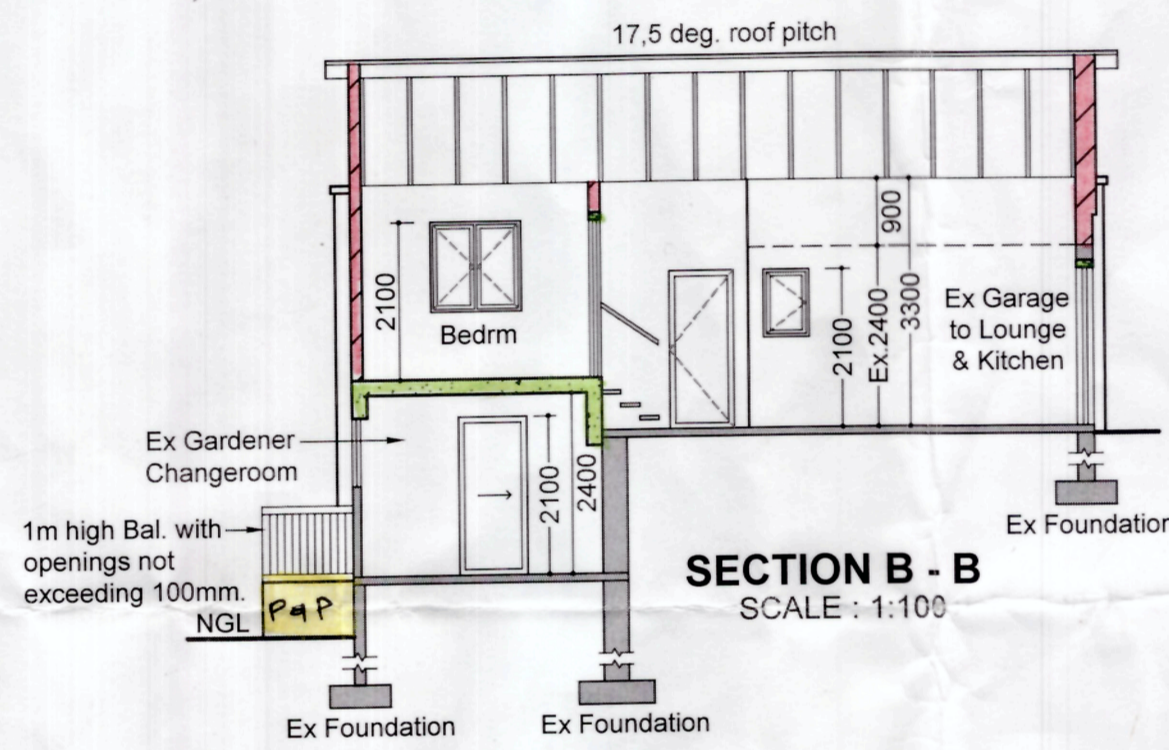 17,5 deg. roof pitch
900
2100
Bedrm
2100
Ex.2400
3300
Ex Garage
to Lounge
& Kitchen
Ex Gardener
Changeroom
2100
2400
1m high Bal. with
openings not
exceeding 100mm.
P & P
NGL
Ex Foundation
SECTION B - B
SCALE : 1:100
Ex Foundation
Ex Foundation